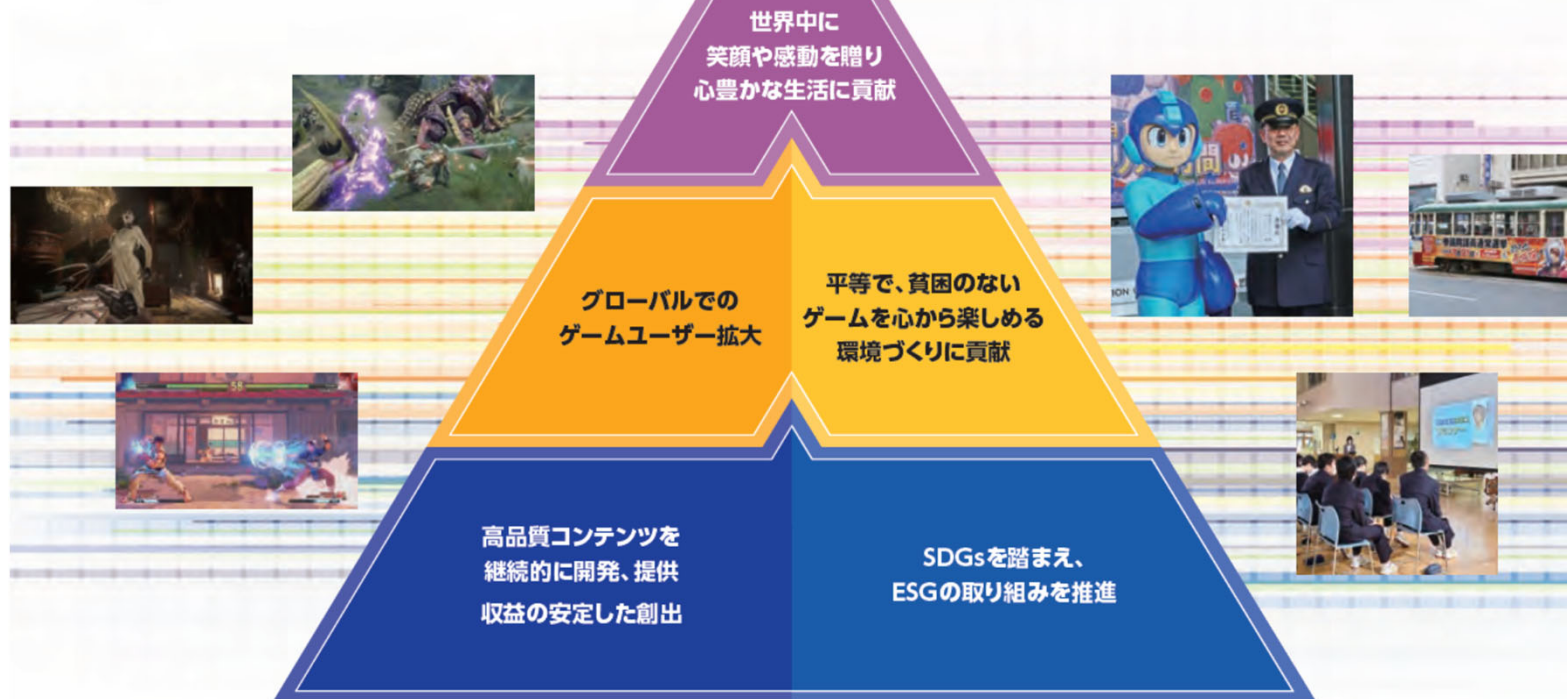 世界中に
笑顔や感動を贈り
心豊かな生活に貢献
グローバルでの
ゲームユーザー拡大
平等で、貧困のない
ゲームを心から楽しめる
環境づくりに貢献
高品質コンテンツを
継続的に開発、提供
収益の安定した創出
SDGsを踏まえ、
ESGの取り組みを推進
58